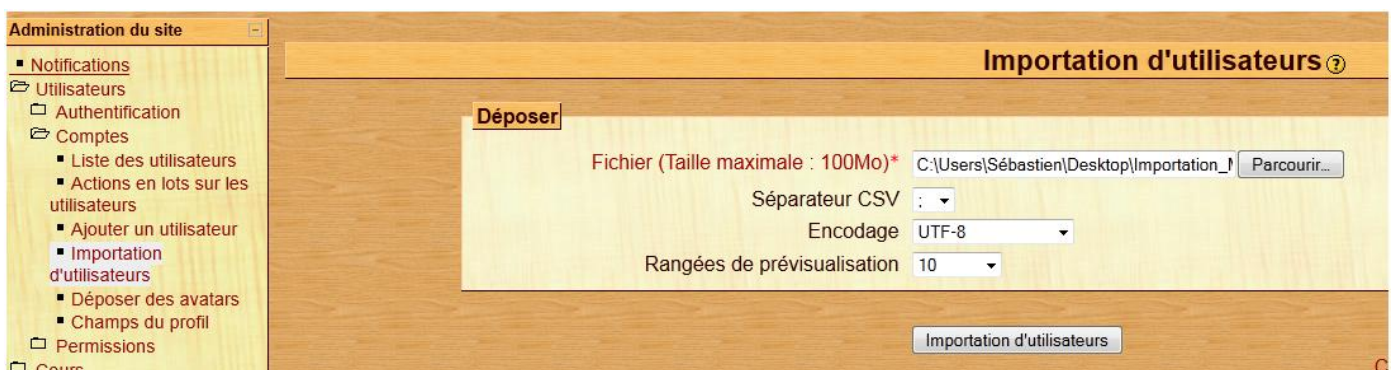 Administration du site
Notifications
Utilisateurs
Authentification
Comptes
Liste des utilisateurs
Actions en lots sur les
utilisateurs
Ajouter un utilisateur
Importation
d'utilisateurs
Déposer des avatars
Champs du profil
Permissions
Cours
Importation d'utilisateurs
Déposer
Fichier (Taille maximale : 100Mo)* C:\Users\Sébastien\Desktop\Importation_ Parcourir...
Séparateur CSV ;
Encodage UTF-8
Rangées de prévisualisation 10
Importation d'utilisateurs